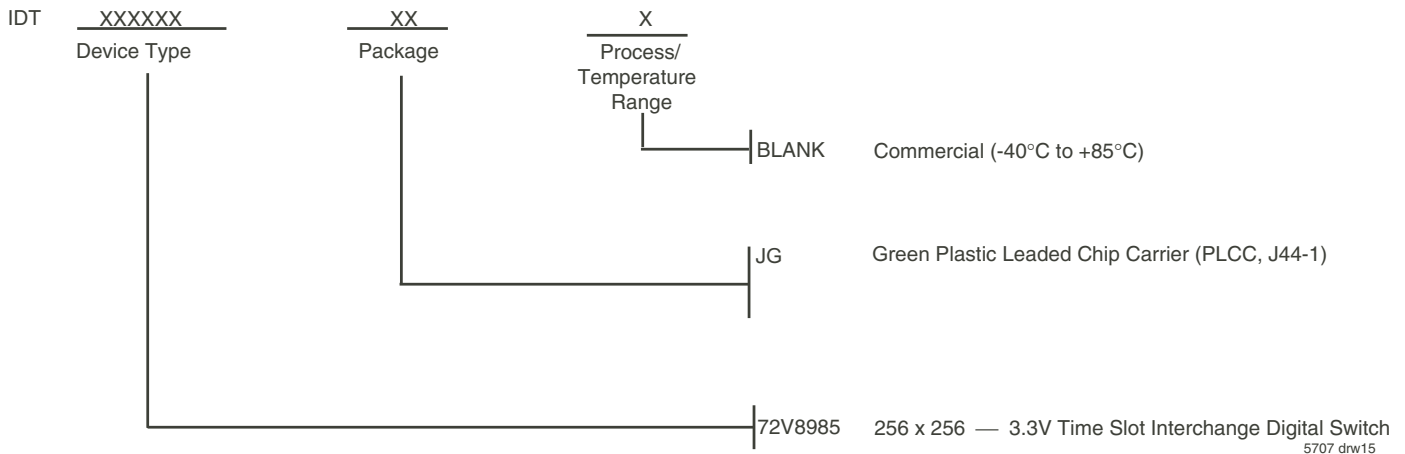 IDT XXXXXX XX X
Device Type Package Process/
Temperature
Range
BLANK Commercial (-40°C to +85°C)
JG Green Plastic Leaded Chip Carrier (PLCC, J44-1)
72V8985 256 x 256 — 3.3V Time Slot Interchange Digital Switch
5707 drw15